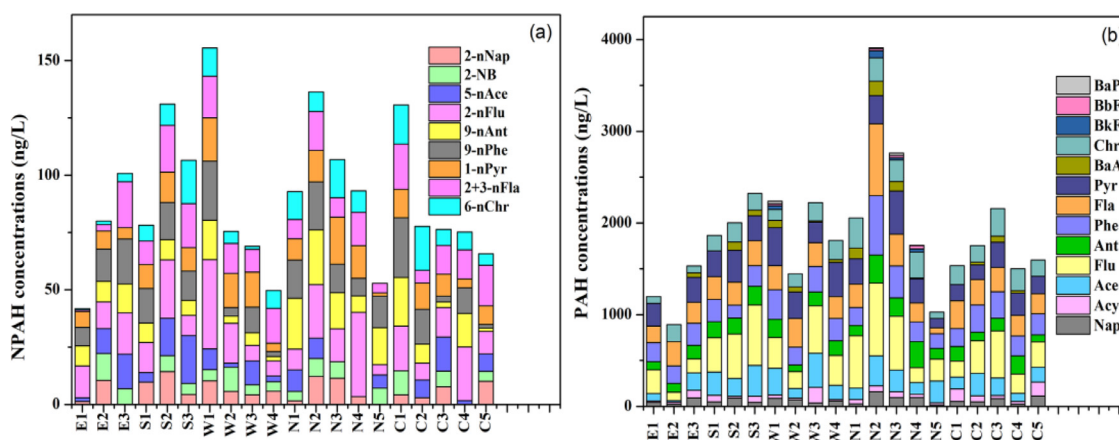 (a)
NPAH concentrations (ng/L)
150
100
50
0
2-nNap
2-NB
5-nAce
2-nFlu
9-nAnt
9-nPhe
1-nPyr
2+3-nFla
6-nChr
E1 E2 E3 S1 S2 S3 W1 W2 W3 W4 N1 N2 N3 N4 N5 C1 C2 C3 C4 C5
(b)
PAH concentrations (ng/L)
4000
3000
2000
1000
0
BaP
BbF
BkF
Chr
BaA
Pyr
Fla
Phe
Ant
Flu
Ace
Acy
Nap
E1 E2 E3 S1 S2 S3 W1 W2 W3 W4 N1 N2 N3 N4 N5 C1 C2 C3 C4 C5